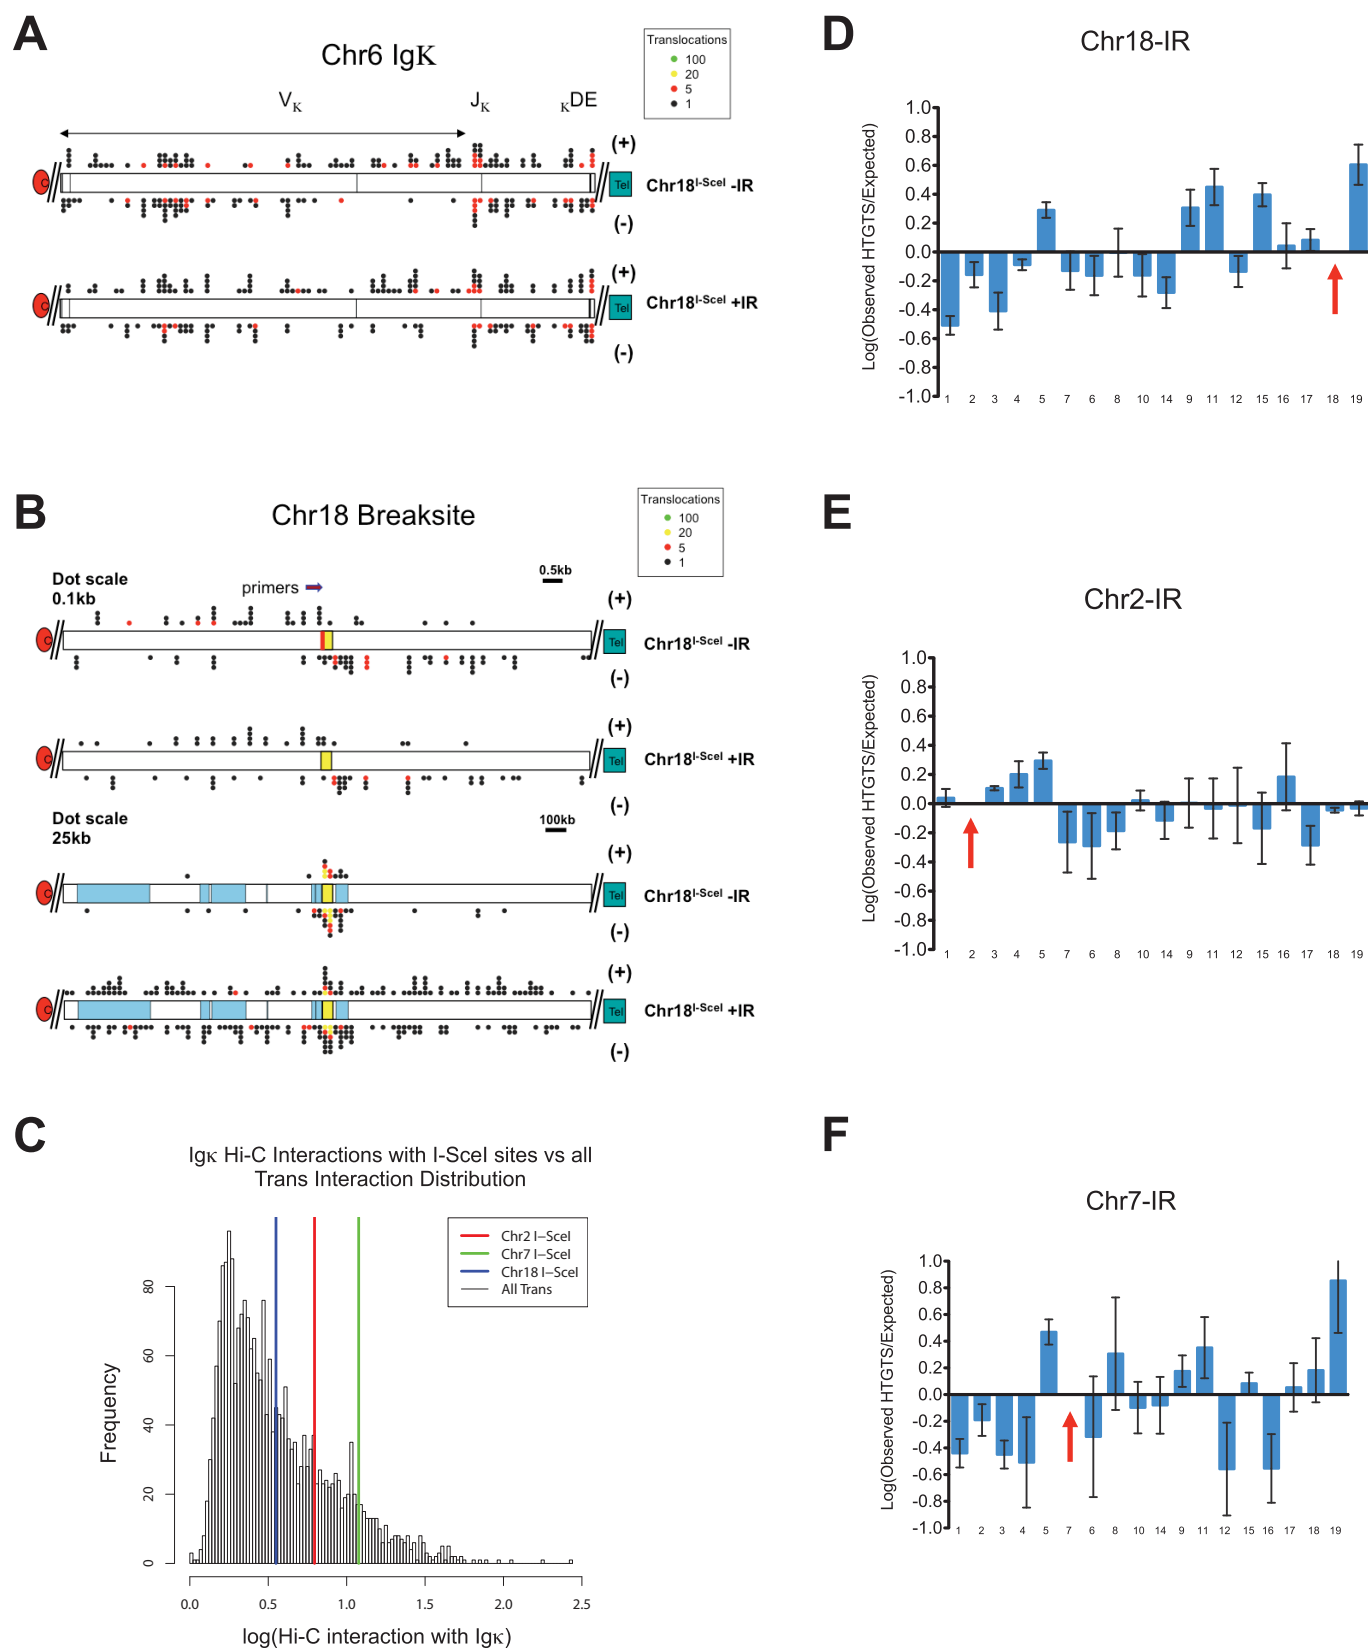 A
Chr6 IgK
Translocations
100
20
5
1
Vκ
Jκ
κDE
(+)
C
Tel
Chr18I-SceI -IR
(-)
(+)
C
Tel
Chr18I-SceI +IR
(-)
B
Chr18 Breaksite
Translocations
100
20
5
1
Dot scale
0.1kb
primers
0.5kb
(+)
C
Tel
Chr18I-SceI -IR
(-)
(+)
C
Tel
Chr18I-SceI +IR
(-)
Dot scale
25kb
100kb
(+)
C
Tel
Chr18I-SceI -IR
(-)
(+)
C
Tel
Chr18I-SceI +IR
(-)
C
Igκ Hi-C Interactions with I-SceI sites vs all
Trans Interaction Distribution
Chr2 I−SceI
Chr7 I−SceI
Chr18 I−SceI
All Trans
Frequency
80
60
40
20
0
0.0 0.5 1.0 1.5 2.0 2.5
log(Hi-C interaction with Igκ)
D
Chr18-IR
Log(Observed HTGTS/Expected)
1.0
0.8
0.6
0.4
0.2
0.0
-0.2
-0.4
-0.6
-0.8
-1.0
1 2 3 4 5 7 6 8 10 14 9 11 12 15 16 17 18 19
E
Chr2-IR
Log(Observed HTGTS/Expected)
1.0
0.8
0.6
0.4
0.2
0.0
-0.2
-0.4
-0.6
-0.8
-1.0
1 2 3 4 5 7 6 8 10 14 9 11 12 15 16 17 18 19
F
Chr7-IR
Log(Observed HTGTS/Expected)
1.0
0.8
0.6
0.4
0.2
0.0
-0.2
-0.4
-0.6
-0.8
-1.0
1 2 3 4 5 7 6 8 10 14 9 11 12 15 16 17 18 19